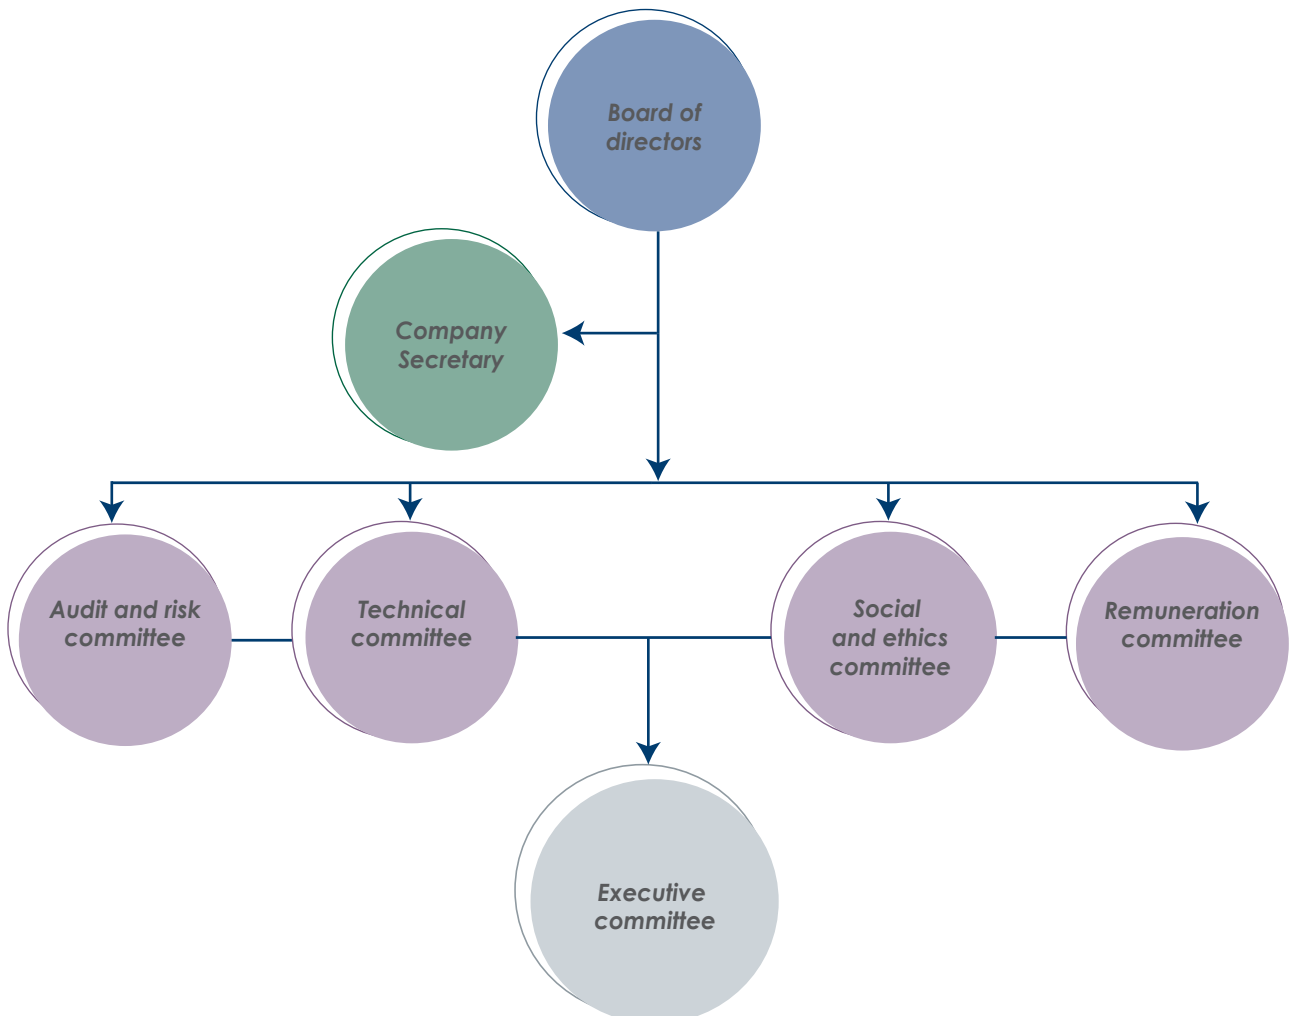 Board of
directors
Company
Secretary
Audit and risk
committee
Technical
committee
Social
and ethics
committee
Remuneration
committee
Executive
committee